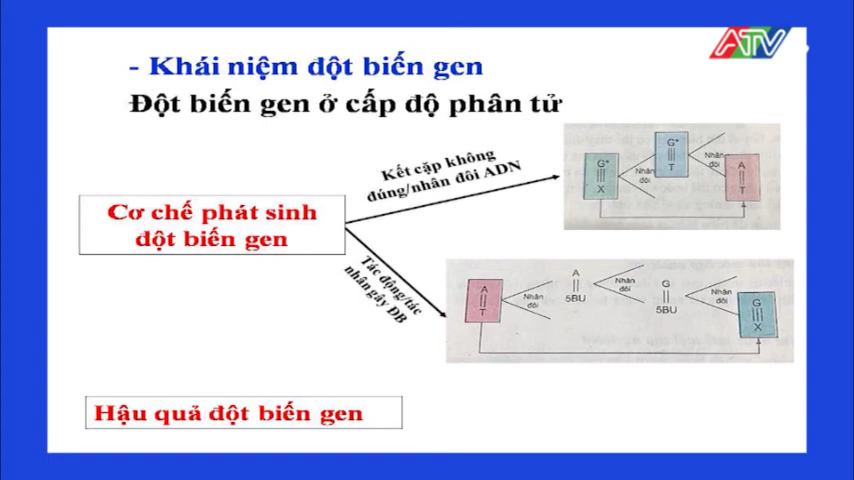 ATV
- Khái niệm đột biến gen
Đột biến gen ở cấp độ phân tử
Kết cặp không
đúng/nhân đôi ADN
Cơ chế phát sinh
đột biến gen
Tác động/tác
nhân gây ĐB
G*
X
Nhân
đôi
G*
T
Nhân
đôi
A
T
A
T
Nhân
đôi
A
5BU
Nhân
đôi
G
5BU
Nhân
đôi
G
X
Hậu quả đột biến gen